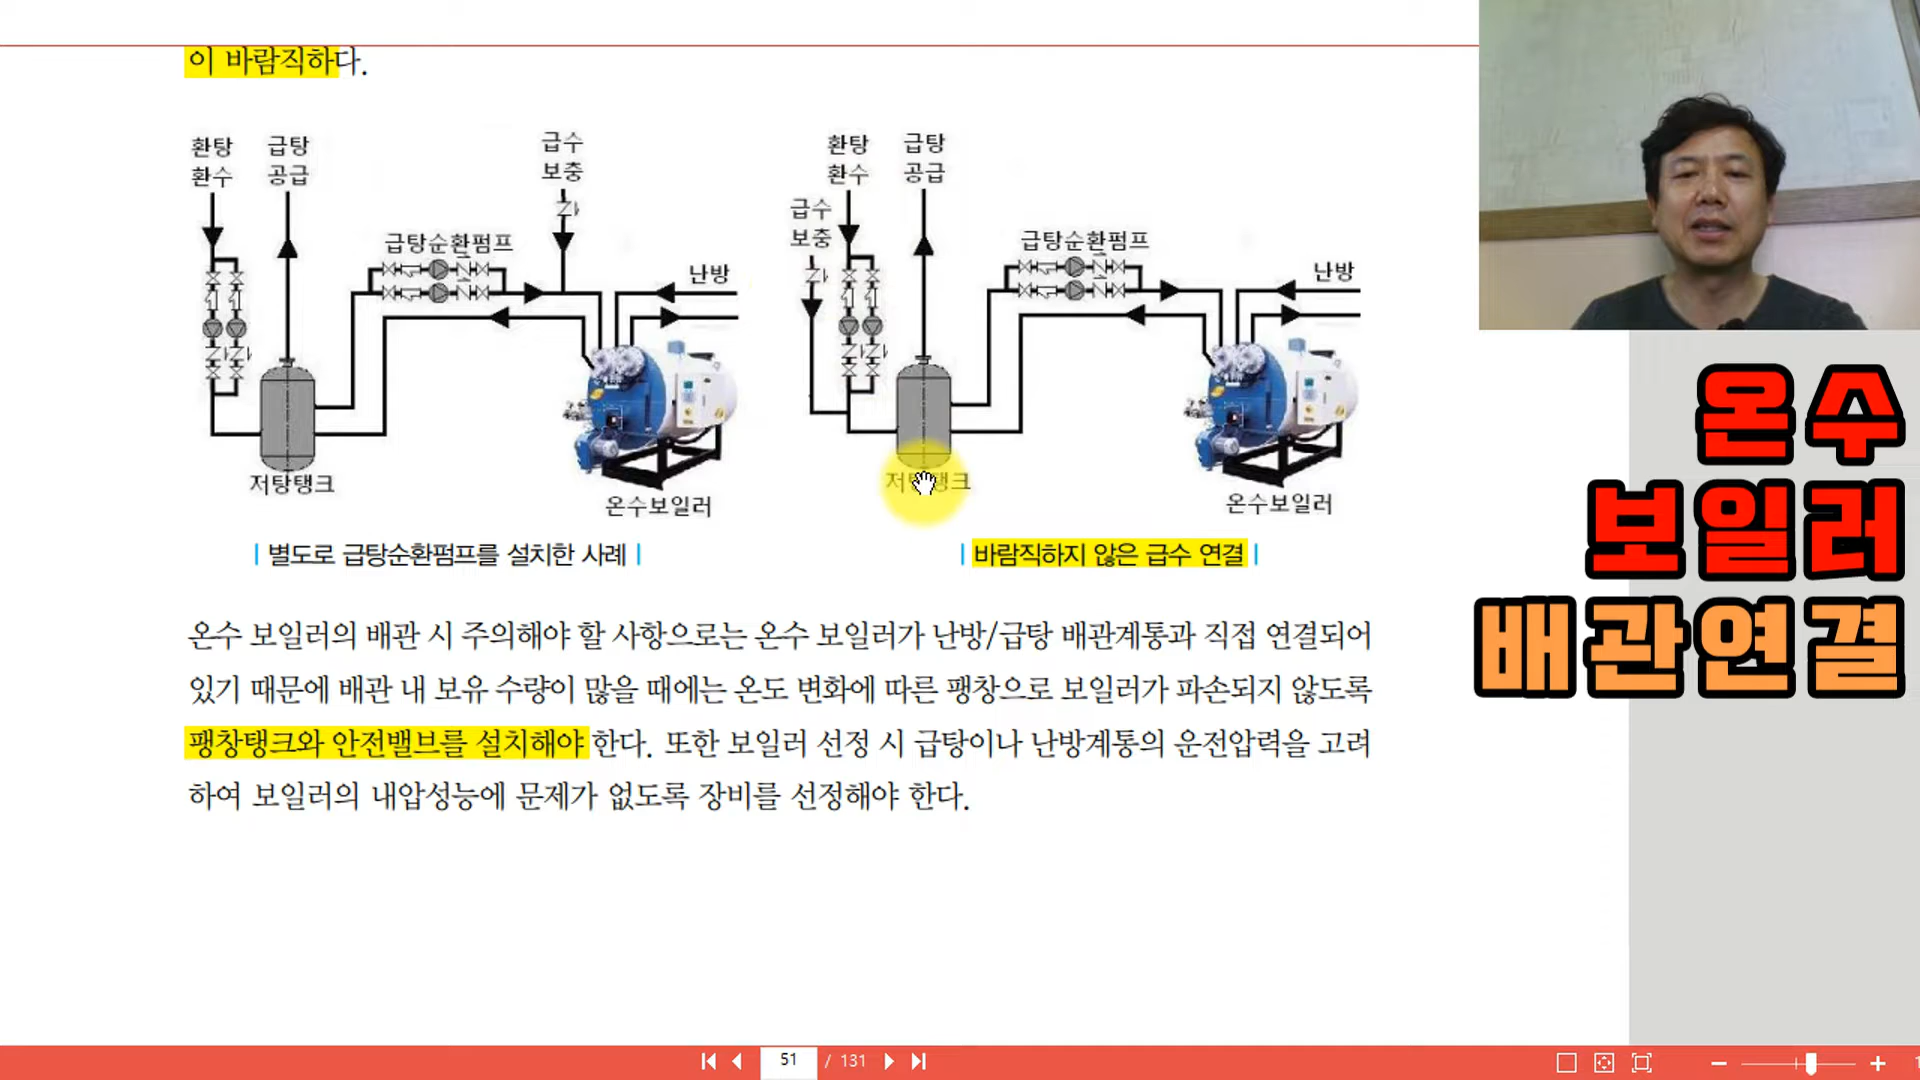 이 바람직하다.
환탕
환수
급탕
공급
급수
보충
급탕순환펌프
난방
저탕탱크
온수보일러
별도로 급탕순환펌프를 설치한 사례
환탕
환수
급탕
공급
급수
보충
급탕순환펌프
난방
저탕탱크
온수보일러
바람직하지 않은 급수 연결
온수 보일러의 배관 시 주의해야 할 사항으로는 온수 보일러가 난방/급탕 배관계통과 직접 연결되어
있기 때문에 배관 내 보유 수량이 많을 때에는 온도 변화에 따른 팽창으로 보일러가 파손되지 않도록
팽창탱크와 안전밸브를 설치해야 한다. 또한 보일러 선정 시 급탕이나 난방계통의 운전압력을 고려
하여 보일러의 내압성능에 문제가 없도록 장비를 선정해야 한다.
온수
보일러
배관연결
51 / 131